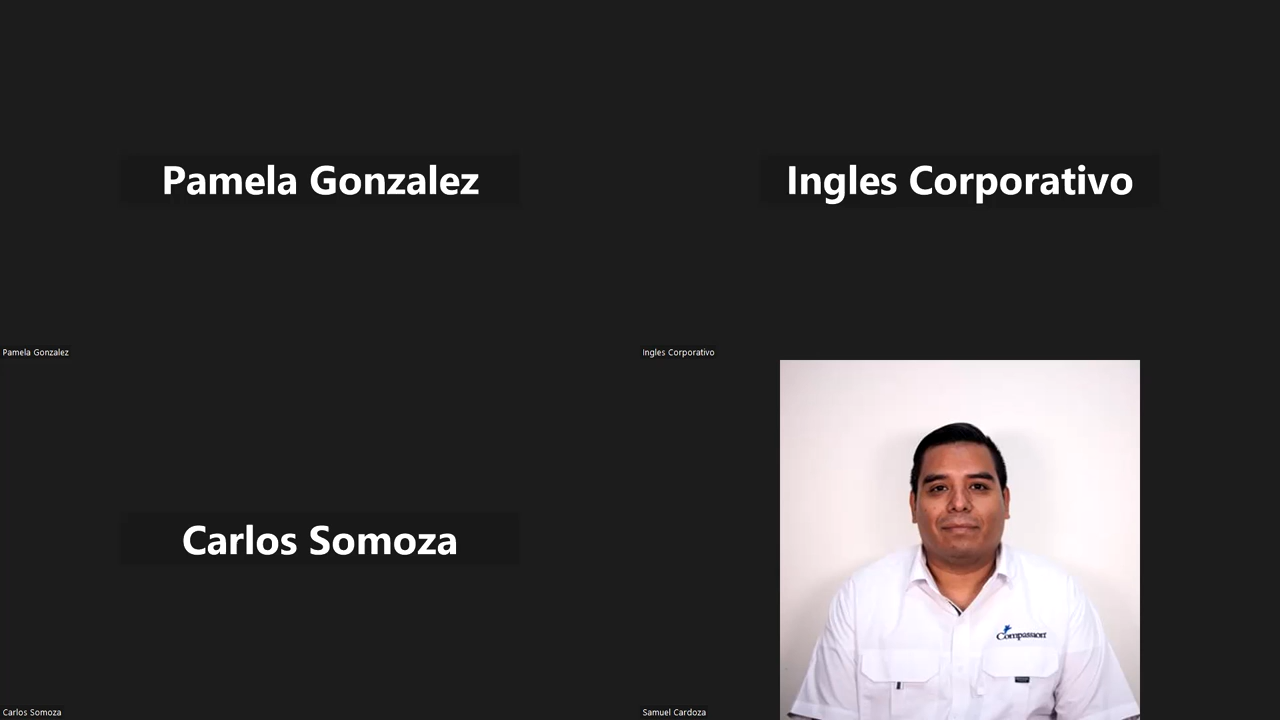 Pamela Gonzalez
Ingles Corporativo
Pamela Gonzalez
Ingles Corporativo
Carlos Somoza
Compassion
Carlos Somoza
Samuel Cardoza